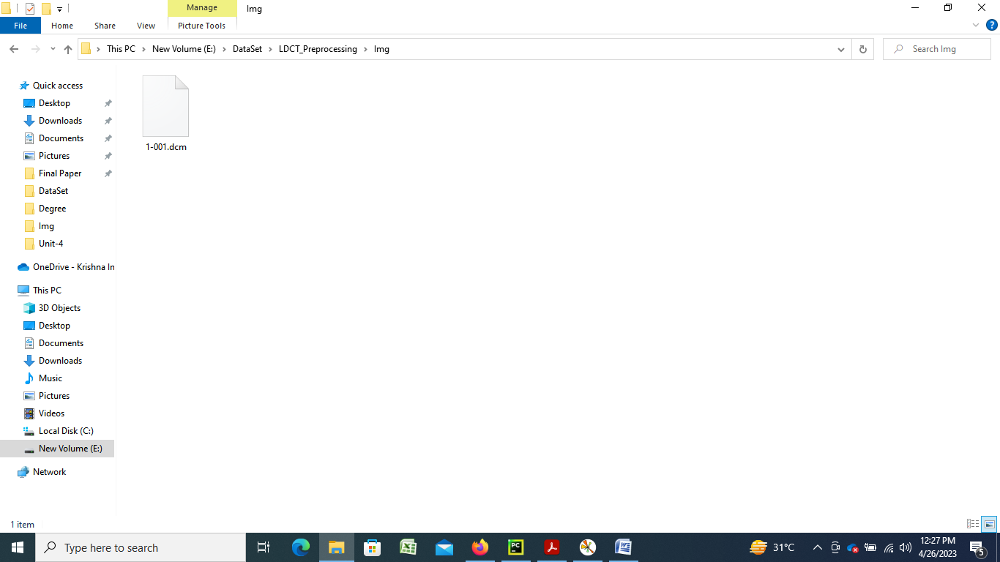 Manage
Img
File
Home
Share
View
Picture Tools
This PC
New Volume (E:)
DataSet
LDCT_Preprocessing
Img
Search Img
Quick access
Desktop
Downloads
Documents
Pictures
Final Paper
DataSet
Degree
Img
Unit-4
OneDrive - Krishna In
This PC
3D Objects
Desktop
Documents
Downloads
Music
Pictures
Videos
Local Disk (C:)
New Volume (E:)
Network
1-001.dcm
1 item
Type here to search
PC
31°C
12:27 PM
4/26/2023
5